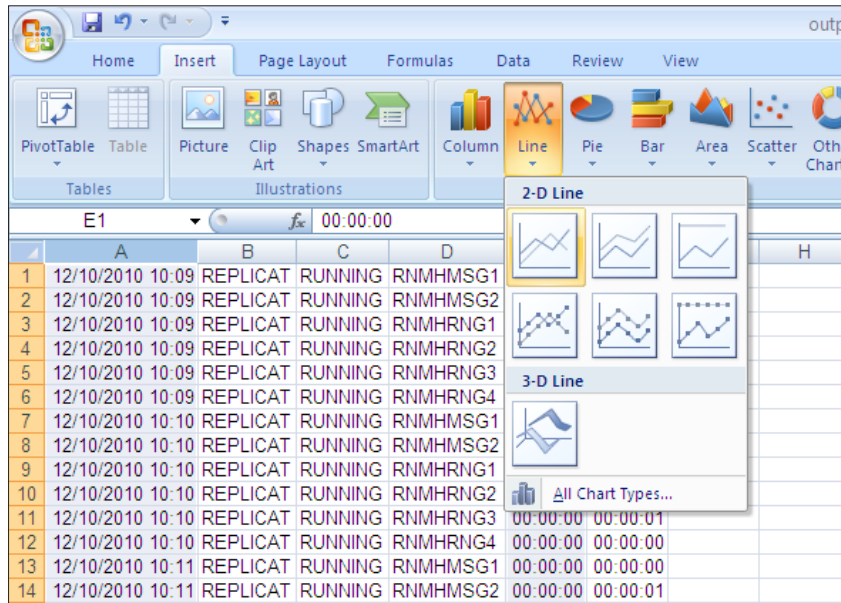 outp
Home Insert Page Layout Formulas Data Review View
PivotTable Table Picture Clip Art Shapes SmartArt Column Line Pie Bar Area Scatter Oth Char
Tables Illustrations
2-D Line
E1 fx 00:00:00
A B C D H
1 12/10/2010 10:09 REPLICAT RUNNING RNMHMSG1
2 12/10/2010 10:09 REPLICAT RUNNING RNMHMSG2
3 12/10/2010 10:09 REPLICAT RUNNING RNMHRNG1
4 12/10/2010 10:09 REPLICAT RUNNING RNMHRNG2
5 12/10/2010 10:09 REPLICAT RUNNING RNMHRNG3
3-D Line
6 12/10/2010 10:09 REPLICAT RUNNING RNMHRNG4
7 12/10/2010 10:10 REPLICAT RUNNING RNMHMSG1
8 12/10/2010 10:10 REPLICAT RUNNING RNMHMSG2
9 12/10/2010 10:10 REPLICAT RUNNING RNMHRNG1
10 12/10/2010 10:10 REPLICAT RUNNING RNMHRNG2
All Chart Types...
11 12/10/2010 10:10 REPLICAT RUNNING RNMHRNG3 00:00:00 00:00:01
12 12/10/2010 10:10 REPLICAT RUNNING RNMHRNG4 00:00:00 00:00:00
13 12/10/2010 10:11 REPLICAT RUNNING RNMHMSG1 00:00:00 00:00:00
14 12/10/2010 10:11 REPLICAT RUNNING RNMHMSG2 00:00:00 00:00:01